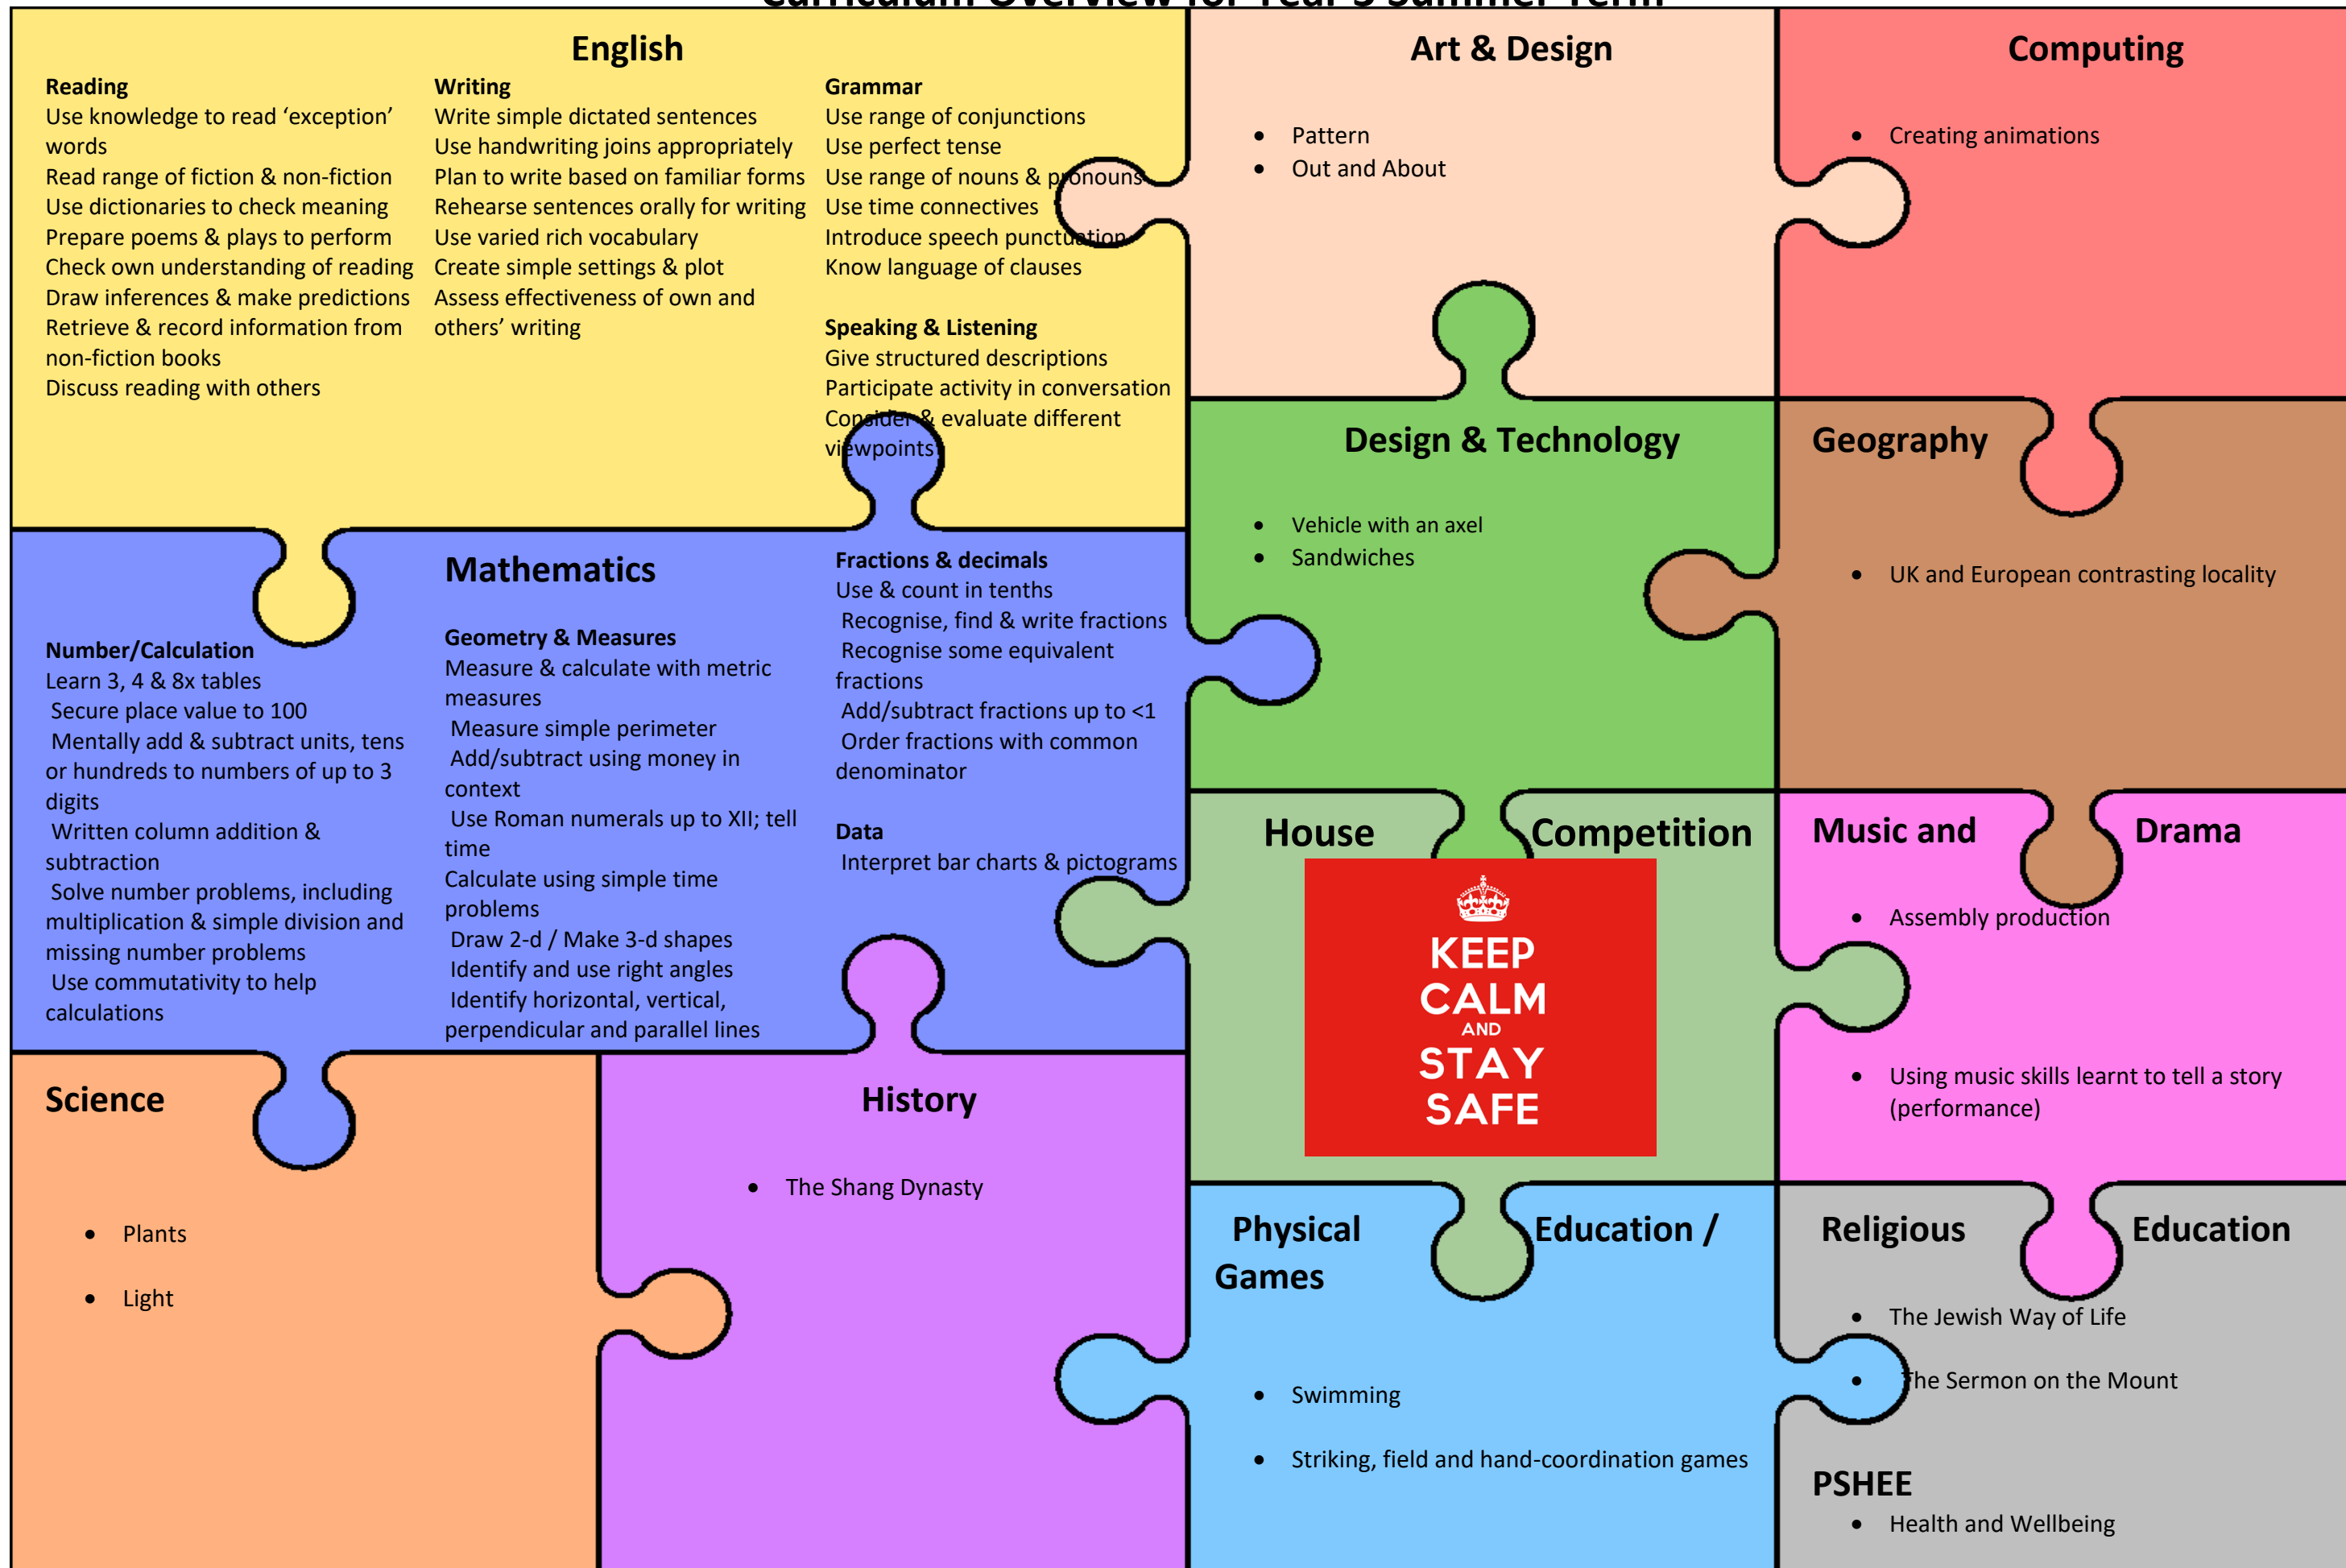 Curriculum Overview for Year 3 Summer Term
English
Reading
Use knowledge to read ‘exception’
words
Read range of fiction & non-fiction
Use dictionaries to check meaning
Prepare poems & plays to perform
Check own understanding of reading
Draw inferences & make predictions
Retrieve & record information from
non-fiction books
Discuss reading with others
Writing
Write simple dictated sentences
Use handwriting joins appropriately
Plan to write based on familiar forms
Rehearse sentences orally for writing
Use varied rich vocabulary
Create simple settings & plot
Assess effectiveness of own and
others’ writing
Grammar
Use range of conjunctions
Use perfect tense
Use range of nouns & pronouns
Use time connectives
Introduce speech punctuation
Know language of clauses
Speaking & Listening
Give structured descriptions
Participate activity in conversation
Consider & evaluate different
viewpoints
Art & Design
• Pattern
• Out and About
Computing
• Creating animations
Mathematics
Number/Calculation
Learn 3, 4 & 8x tables
Secure place value to 100
Mentally add & subtract units, tens
or hundreds to numbers of up to 3
digits
Written column addition &
subtraction
Solve number problems, including
multiplication & simple division and
missing number problems
Use commutativity to help
calculations
Geometry & Measures
Measure & calculate with metric
measures
Measure simple perimeter
Add/subtract using money in
context
Use Roman numerals up to XII; tell
time
Calculate using simple time
problems
Draw 2-d / Make 3-d shapes
Identify and use right angles
Identify horizontal, vertical,
perpendicular and parallel lines
Fractions & decimals
Use & count in tenths
Recognise, find & write fractions
Recognise some equivalent
fractions
Add/subtract fractions up to <1
Order fractions with common
denominator
Data
Interpret bar charts & pictograms
Design & Technology
• Vehicle with an axel
• Sandwiches
Geography
• UK and European contrasting locality
House Competition
KEEP
CALM
AND
STAY
SAFE
Music and Drama
• Assembly production
• Using music skills learnt to tell a story
(performance)
Science
• Plants
• Light
History
• The Shang Dynasty
Physical Education /
Games
• Swimming
• Striking, field and hand-coordination games
Religious Education
• The Jewish Way of Life
• The Sermon on the Mount
PSHEE
• Health and Wellbeing